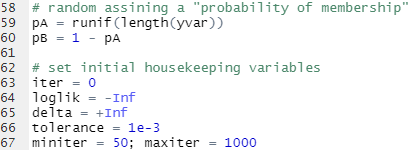 58 # random assining a "probability of membership"
59 pA = runif(length(yvar))
60 pB = 1 - pA
61
62 # set initial housekeeping variables
63 iter = 0
64 loglik = -Inf
65 delta = +Inf
66 tolerance = 1e-3
67 miniter = 50; maxiter = 1000